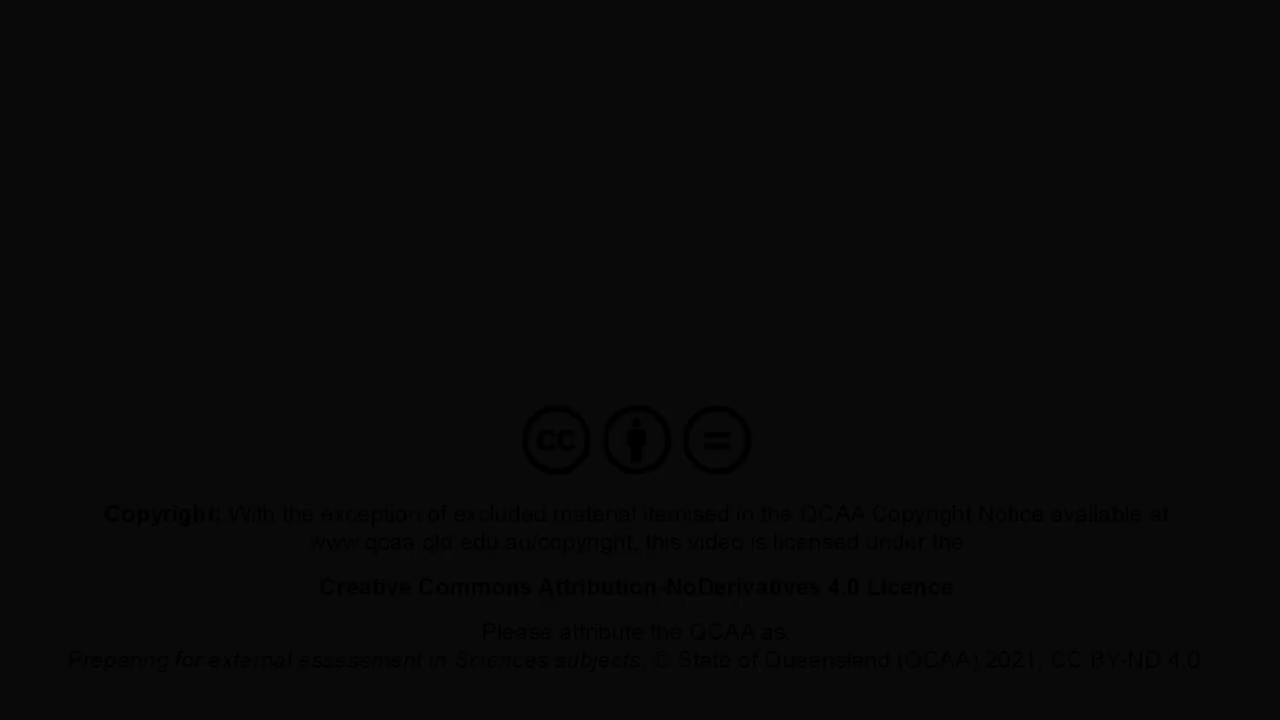 cc
Copyright: With the exception of excluded material itemised in the QCAA Copyright Notice available at
www.qcaa.qld.edu.au/copyright, this video is licensed under the
Creative Commons Attribution-NoDerivatives 4.0 Licence
Please attribute the QCAA as:
Preparing for external assessment in Sciences subjects, © State of Queensland (QCAA) 2021, CC BY-ND 4.0